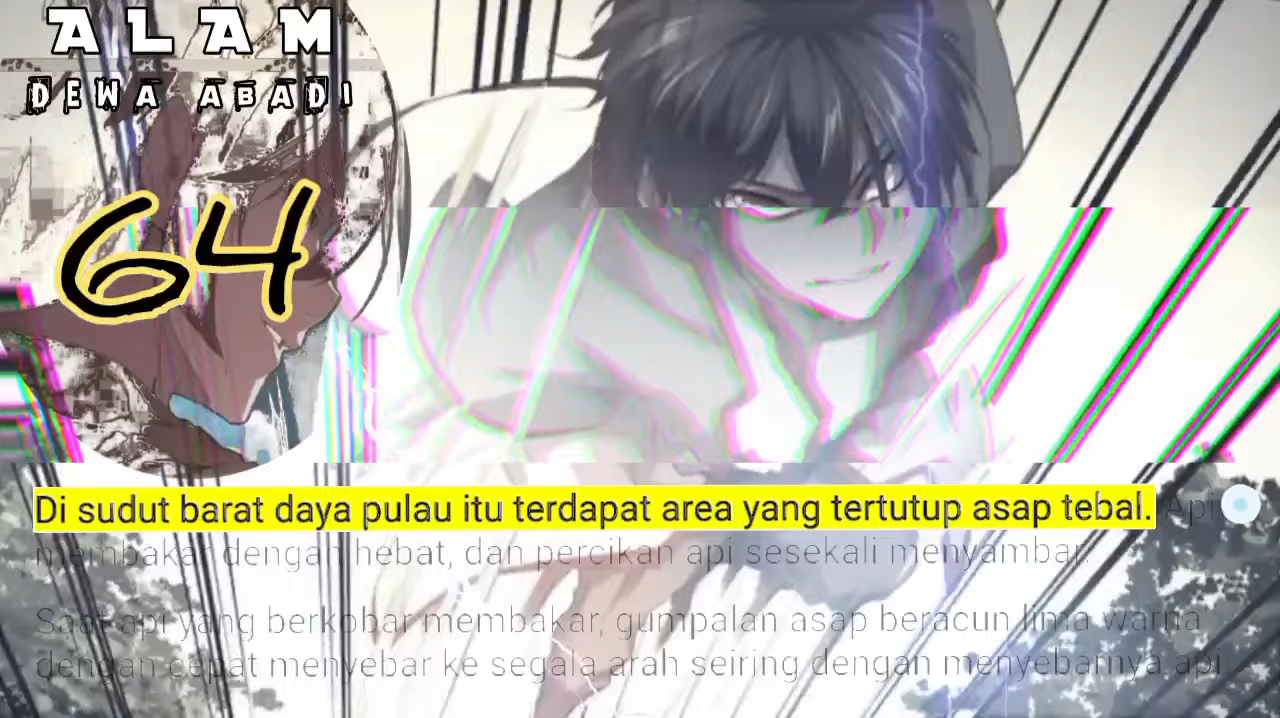 ALAM
DEWA ABADI
64
Di sudut barat daya pulau itu terdapat area yang tertutup asap tebal. Api
membakar dengan hebat, dan percikan api sesekali menyambar.
Saat api yang berkobar membakar, gumpalan asap beracun lima warna
dengan cepat menyebar ke segala arah seiring dengan menyebarnya api